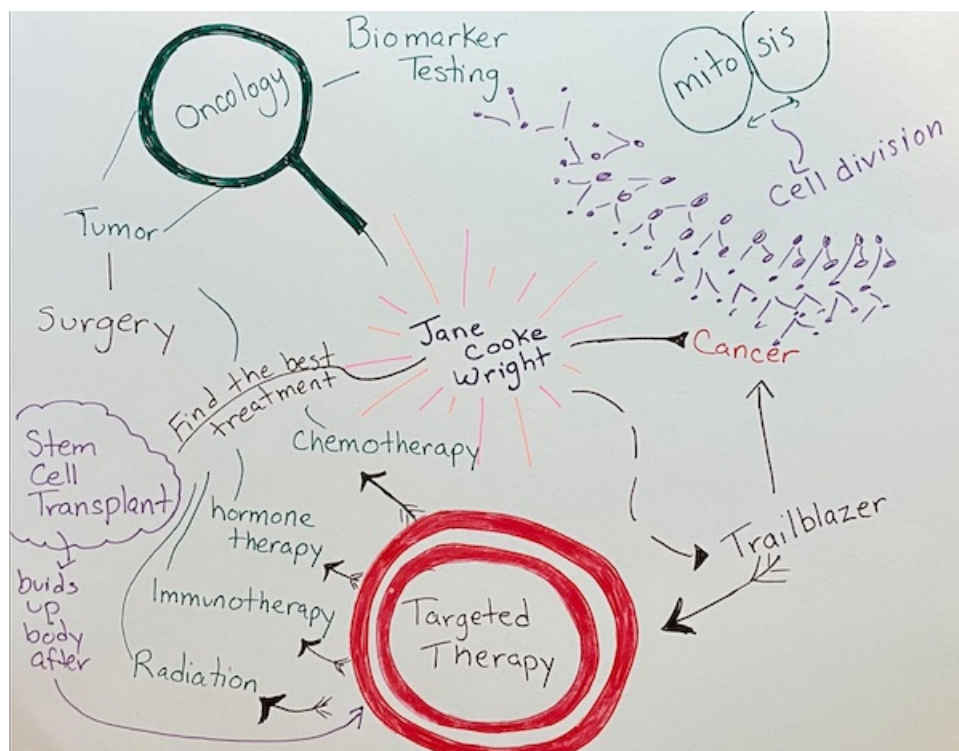 Biomarker
Testing
Oncology
mito
sis
cell division
Tumor
Surgery
Jane
Cooke
Wright
Cancer
Find the best
treatment
Chemotherapy
Stem
Cell
Transplant
hormone
therapy
Trailblazer
buids
up
body
after
Immunotherapy
Targeted
Therapy
Radiation